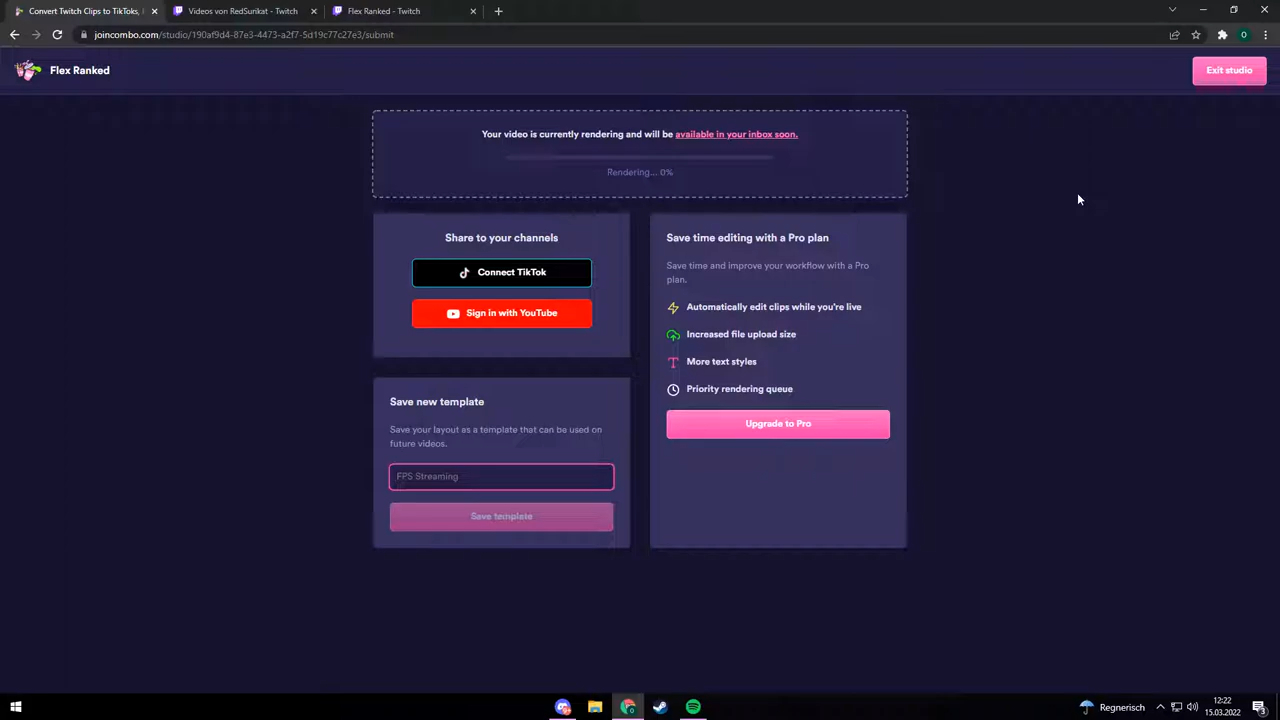 Convert Twitch Clips to TikToks,
Videos von RedSurikat - Twitch
Flex Ranked - Twitch
joincombo.com/studio/190af9d4-87e3-4473-a2f7-5d19c77c27e3/submit
O
Flex Ranked
Exit studio
Your video is currently rendering and will be available in your inbox soon.
Rendering... 0%
Share to your channels
Connect TikTok
Sign in with YouTube
Save new template
Save your layout as a template that can be used on
future videos.
FPS Streaming
Save template
Save time editing with a Pro plan
Save time and improve your workflow with a Pro
plan.
Automatically edit clips while you're live
Increased file upload size
More text styles
Priority rendering queue
Upgrade to Pro
Regnerisch
12:22
15.03.2022